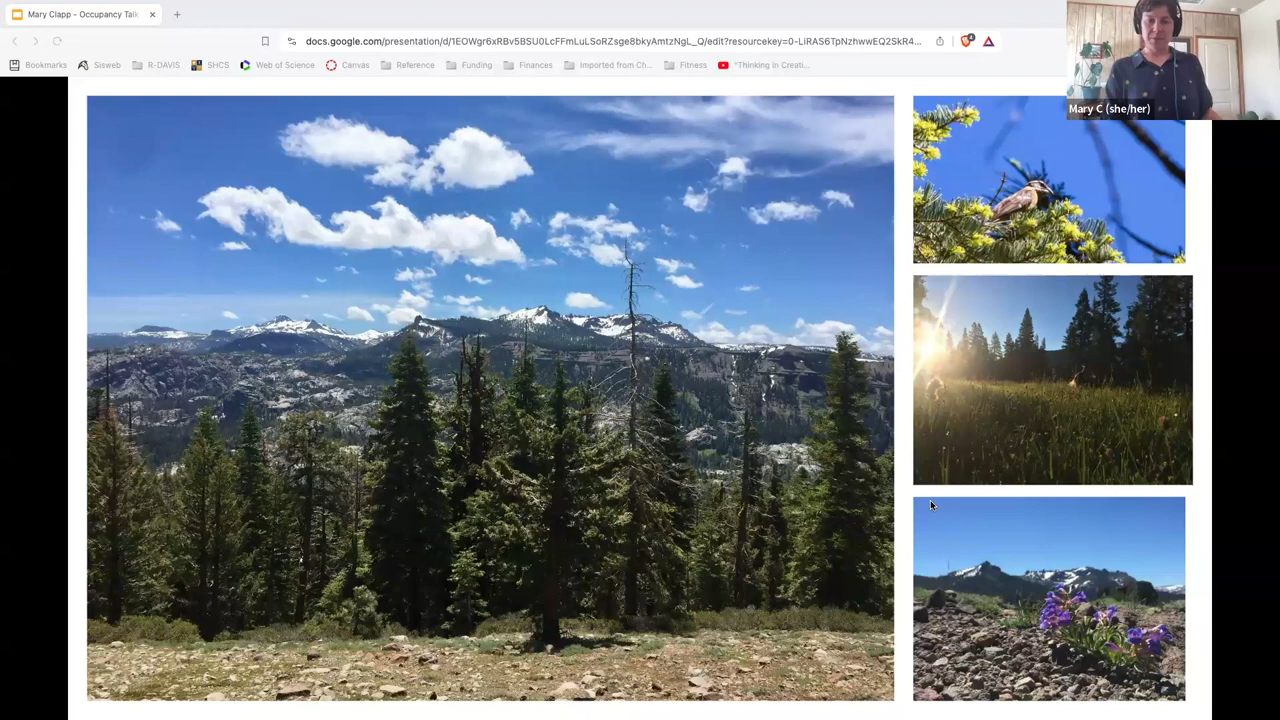 Mary Clapp - Occupancy Talk
docs.google.com/presentation/d/1EOWgr6xRBv5BSU0LcFFmLuLSoRZsge8bkyAmtzNgL_Q/edit?resourcekey=0-LiRAS6TpNzhwwEQ2SkR4...
4
Bookmarks Sisweb R-DAVIS SHCS Web of Science Canvas Reference Funding Finances Imported from Ch... Fitness "Thinking in Creati...
Mary C (she/her)